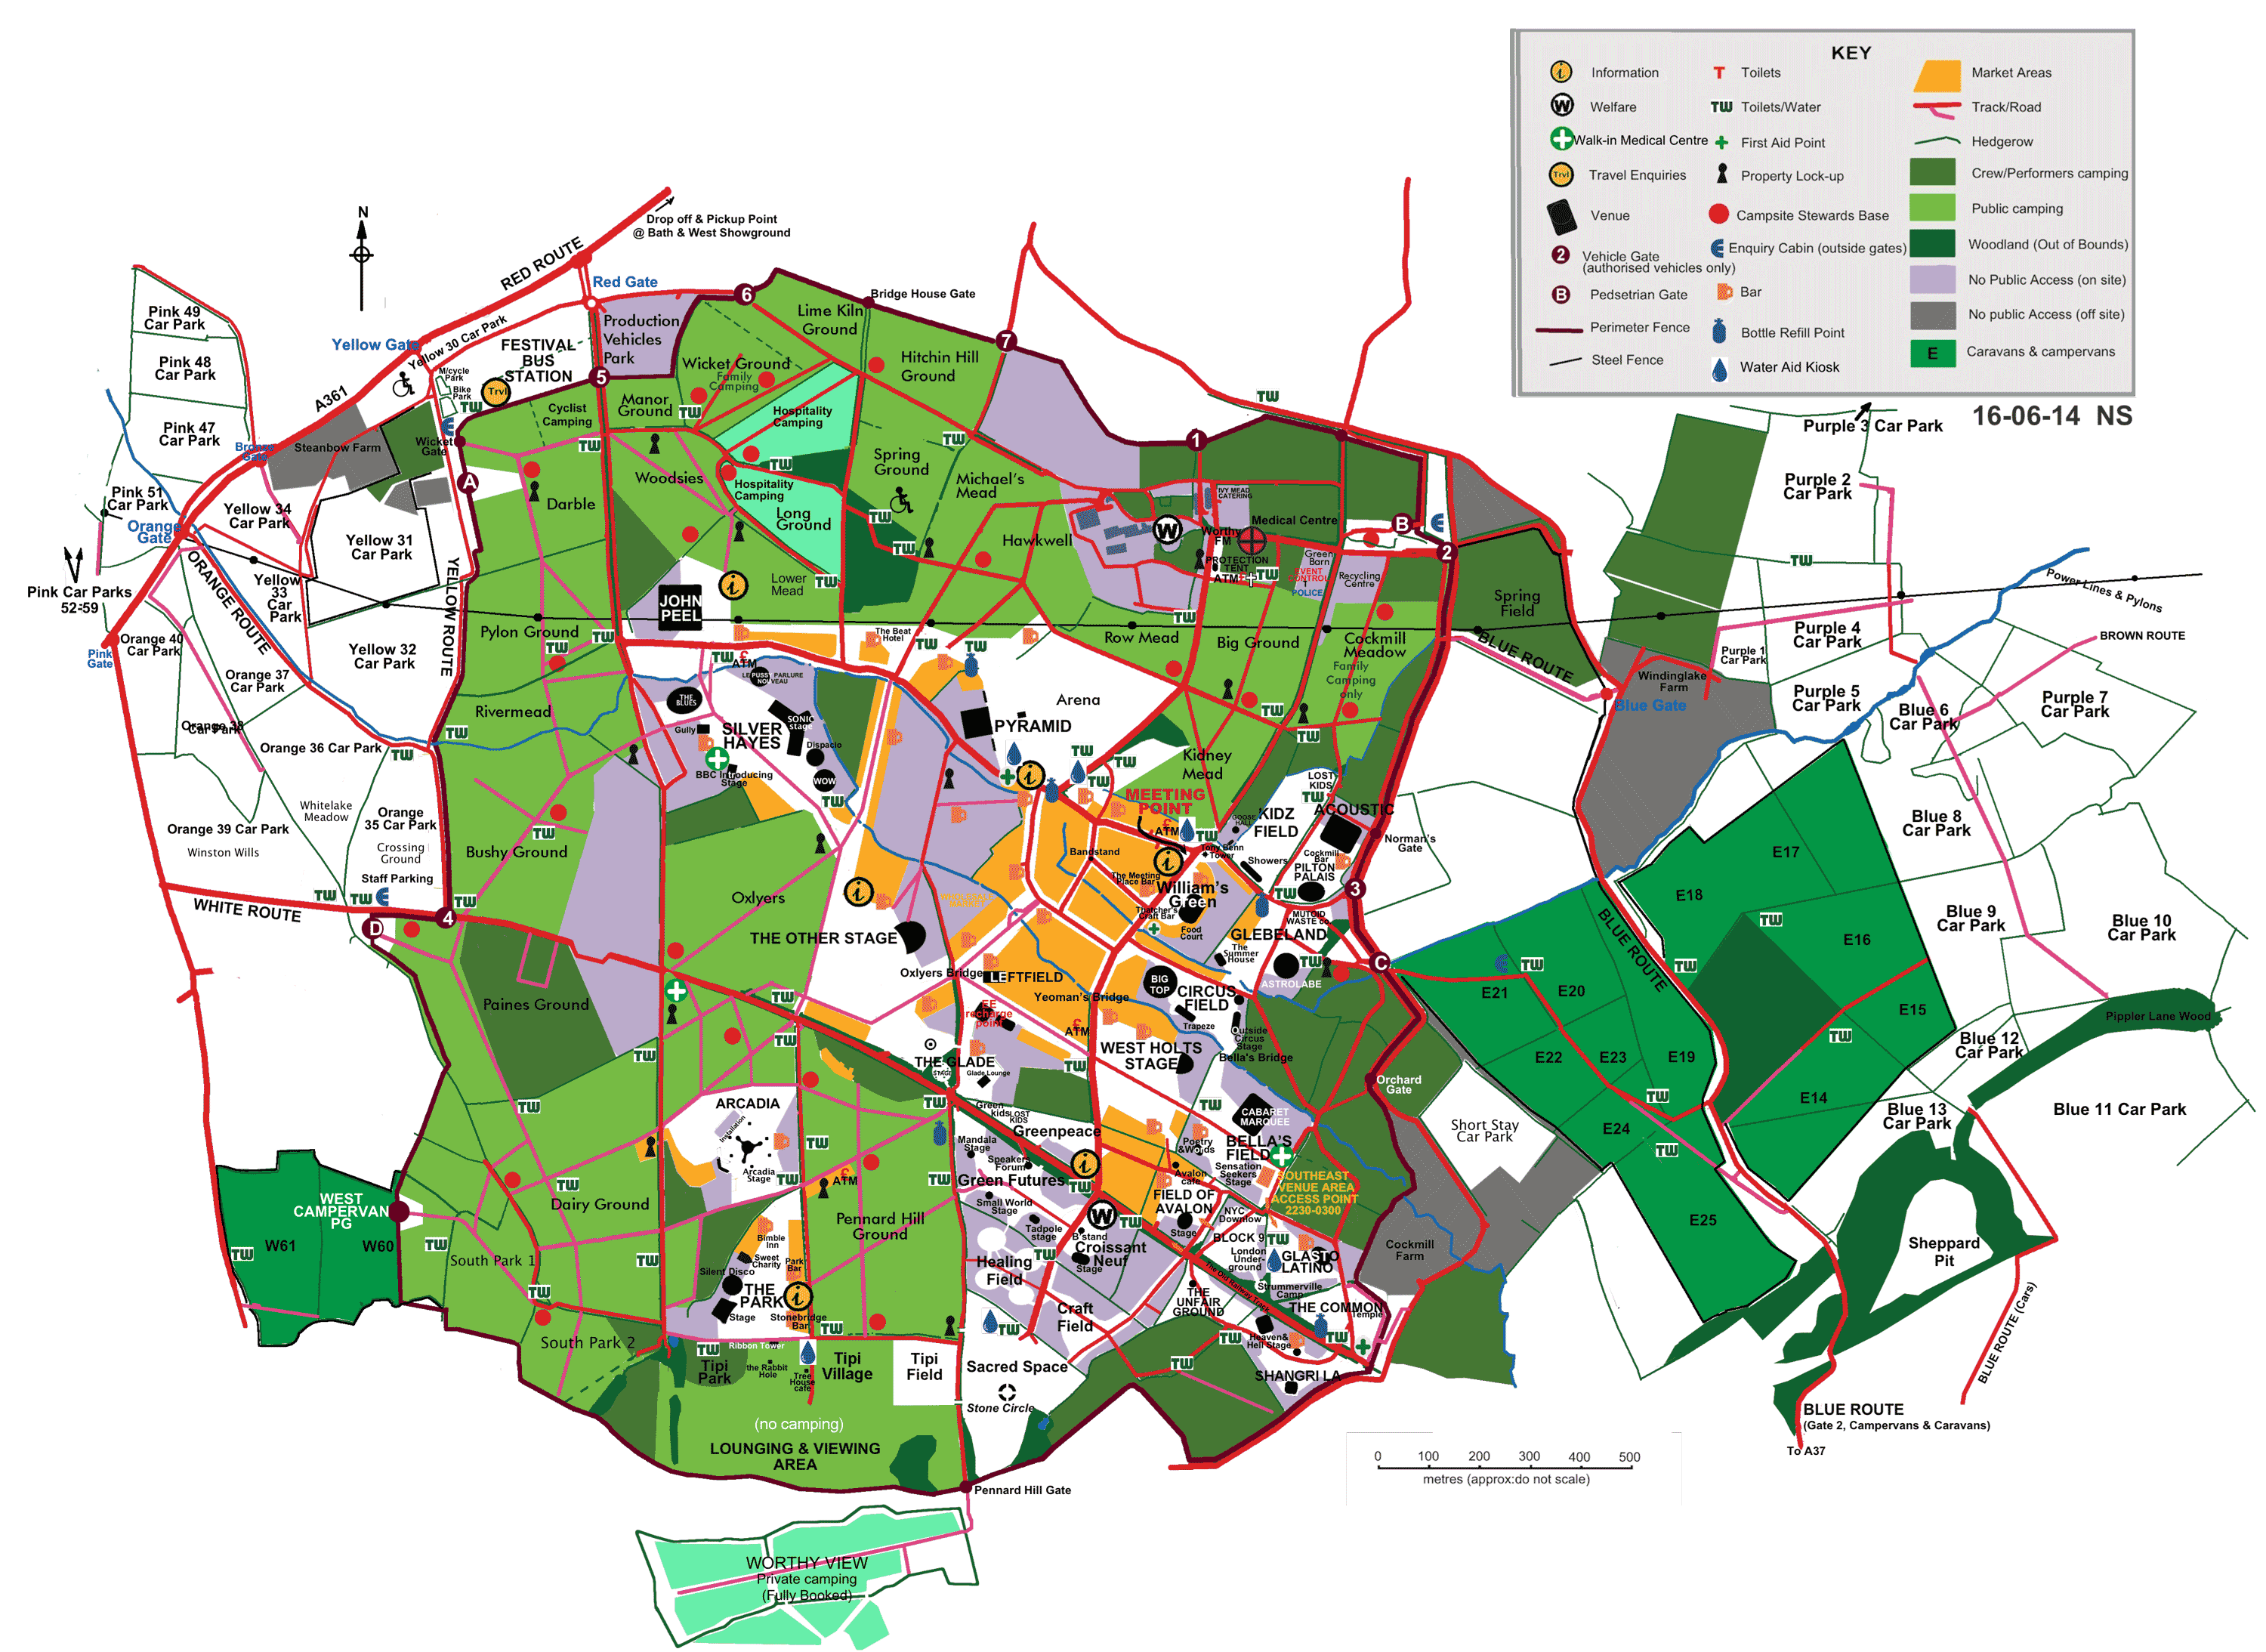 KEY
Information
Welfare
Walk-in Medical Centre
Travel Enquiries
Venue
Vehicle Gate
(authorised vehicles only)
Pedsetrian Gate
Perimeter Fence
Steel Fence
Toilets
Toilets/Water
First Aid Point
Property Lock-up
Campsite Stewards Base
Enquiry Cabin (outside gates)
Bar
Bottle Refill Point
Water Aid Kiosk
Market Areas
Track/Road
Hedgerow
Crew/Performers camping
Public camping
Woodland (Out of Bounds)
No Public Access (on site)
No public Access (off site)
Caravans & campervans
16-06-14 NS
N
Drop off & Pickup Point
@ Bath & West Showground
RED ROUTE
Red Gate
Yellow Gate
Yellow 30 Car Park
A361
FESTIVAL
BUS
STATION
M/cycle
Park
Bike
Park
Production
Vehicles
Park
Bridge House Gate
Lime Kiln
Ground
Hitchin Hill
Ground
Wicket Ground
Family
Camping
Manor
Ground
Cyclist
Camping
Hospitality
Camping
Hospitality
Camping
Long
Ground
Spring
Ground
Michael's
Mead
Woodsies
Darble
Wicket
Gate
Steanbow Farm
Pink 49
Car Park
Pink 48
Car Park
Pink 47
Car Park
Pink 51
Car Park
Orange
Gate
Pink Car Parks
52-59
Pink
Gate
Yellow 34
Car Park
Yellow 31
Car Park
Yellow
33
Car
Park
Yellow 32
Car Park
ORANGE ROUTE
YELLOW ROUTE
Orange 40
Car Park
Orange 37
Car Park
Orange 38
Car Park
Orange 36 Car Park
Whitelake
Meadow
Orange
35 Car Park
Orange 39 Car Park
Winston Wills
Crossing
Ground
Staff Parking
WHITE ROUTE
Hawkwell
Worthy
FM
Medical Centre
IVY MEAD
CATERING
PROTECTION
TENT
ATM
Green
Barn
EVENT
CONTROL
POLICE
Recycling
Centre
JOHN
PEEL
Lower
Mead
Pylon Ground
The Beat
Hotel
Row Mead
Big Ground
Cockmill
Meadow
Family
Camping
only
Spring
Field
BLUE ROUTE
Blue Gate
Windinglake
Farm
Purple 3 Car Park
Purple 2
Car Park
Purple 4
Car Park
Purple 1
Car Park
Purple 5
Car Park
Power Lines & Pylons
BROWN ROUTE
Purple 7
Car Park
Blue 6
Car Park
Blue 8
Car Park
Blue 9
Car Park
Blue 10
Car Park
Blue 12
Car Park
Blue 13
Car Park
Blue 11 Car Park
Pippler Lane Wood
Rivermead
ATM
THE
BLUES
Gully
SILVER
HAYES
SONIC
stage
Dispacio
WOW
BBC Introducing
Stage
PYRAMID
Arena
Kidney
Mead
MEETING
POINT
ATM
KIDZ
FIELD
LOST
KIDS
ACOUSTIC
Norman's
Gate
Bandstand
Tony Benn
Tower
Showers
Cockmill
Bar
PILTON
PALAIS
The Meeting
Place Bar
William's
Green
Thatcher's
Craft Bar
Food
Court
MUTOID
WASTE co
GLEBELAND
The
Summer
House
ASTROLABE
Bushy Ground
Oxlyers
THE OTHER STAGE
Oxlyers Bridge
LEFTFIELD
EE
recharge
point
Yeoman's Bridge
ATM
BIG
TOP
CIRCUS
FIELD
Trapeze
Outside
Circus
Stage
Bella's Bridge
WEST HOLTS
STAGE
THE GLADE
Glade Lounge
Paines Ground
Orchard
Gate
ARCADIA
Installation
Arcadia
Stage
Green
kids
LOST
KIDS
Greenpeace
Mandala
Stage
Speakers
Forum
Green Futures
Small World
Stage
Tadpole
stage
B stand
Croissant
Neuf
Stage
Healing
Field
Craft
Field
CABARET
MARQUEE
Poetry
&Words
BELLA'S
FIELD
Sensation
Seekers
Stage
Avalon
cafe
FIELD OF
AVALON
Stage
SOUTHEAST
VENUE AREA
ACCESS POINT
2230-0300
NYC
Downlow
BLOCK 9
London
Under-
ground
GLASTO
LATINO
Strummerville
Camp
The Old Railway Track
THE
UNFAIR
GROUND
THE COMMON
Temple
Heaven&
Hell Stage
SHANGRI LA
Cockmill
Farm
Short Stay
Car Park
E17
E18
E16
E15
E14
E21
E20
E22
E23
E19
E24
E25
BLUE ROUTE
Sheppard
Pit
BLUE ROUTE (Cars)
BLUE ROUTE
(Gate 2, Campervans & Caravans)
To A37
WEST
CAMPERVAN
PG
W61
W60
Dairy Ground
South Park 1
South Park 2
ATM
Pennard Hill
Ground
Bimble
Inn
Sweet
Charity
Park
Bar
Silent Disco
THE
PARK
Stage
Stonebridge
Bar
Ribbon Tower
the Rabbit
Hole
Tree
House
cafe
Tipi
Park
Tipi
Village
Tipi
Field
Sacred Space
Stone Circle
(no camping)
LOUNGING & VIEWING
AREA
Pennard Hill Gate
WORTHY VIEW
Private camping
(Fully Booked)
0 100 200 300 400 500
metres (approx:do not scale)